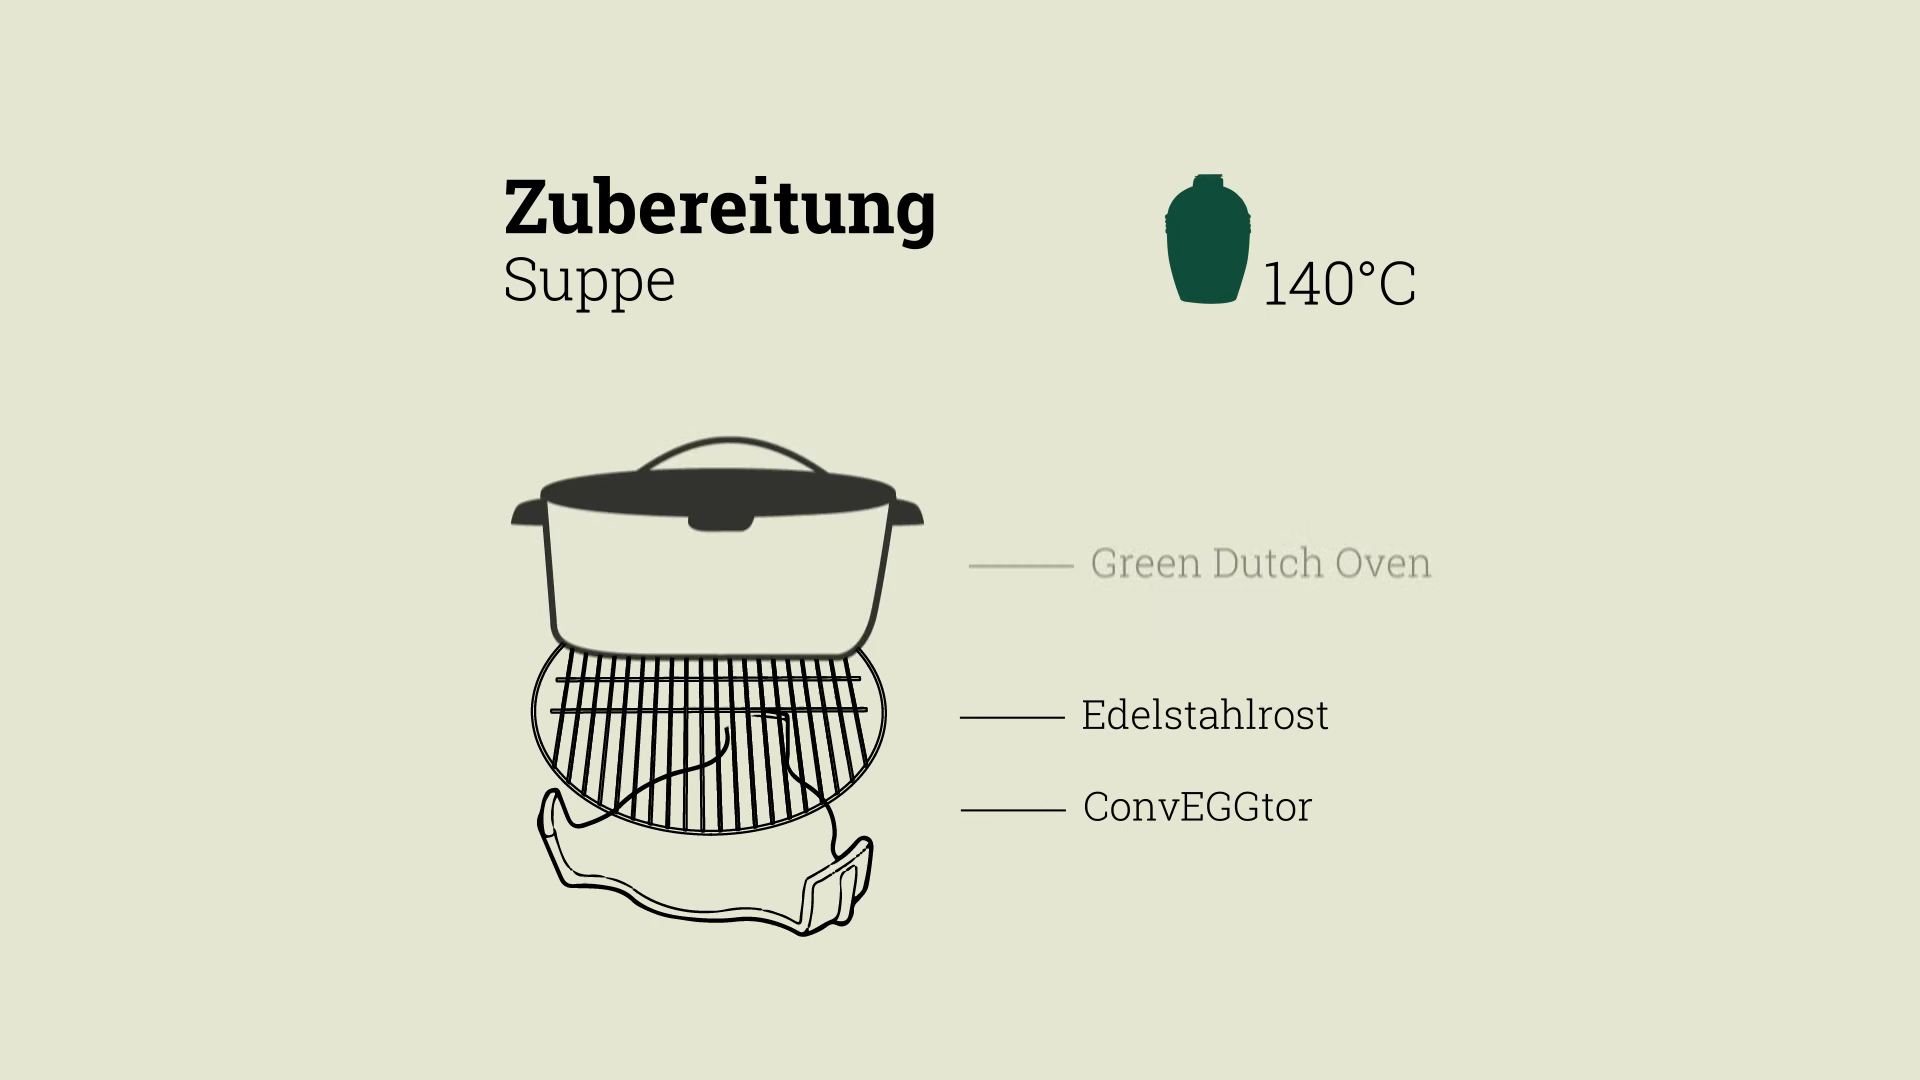 Zubereitung
Suppe
140°C
Green Dutch Oven
Edelstahlrost
ConvEGGtor